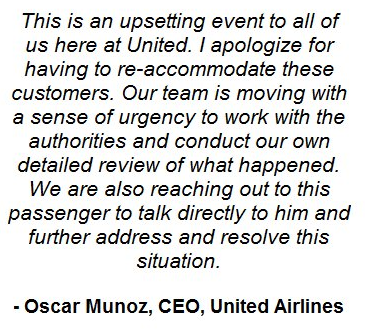 This is an upsetting event to all of
us here at United. I apologize for
having to re-accommodate these
customers. Our team is moving with
a sense of urgency to work with the
authorities and conduct our own
detailed review of what happened.
We are also reaching out to this
passenger to talk directly to him and
further address and resolve this
situation.
- Oscar Munoz, CEO, United Airlines